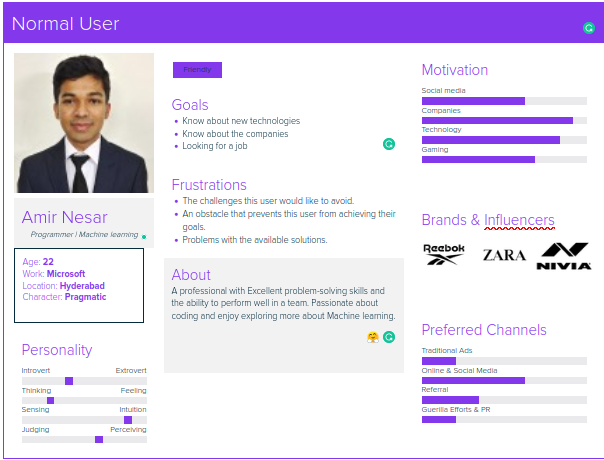 Normal User
Friendly
Goals
Know about new technologies
Know about the companies
Looking for a job
Frustrations
The challenges this user would like to avoid.
An obstacle that prevents this user from achieving their
goals.
Problems with the available solutions.
Amir Nesar
Programmer | Machine learning
Age: 22
Work: Microsoft
Location: Hyderabad
Character: Pragmatic
About
A professional with Excellent problem-solving skills and
the ability to perform well in a team. Passionate about
coding and enjoy exploring more about Machine learning.
Personality
Introvert Extrovert
Thinking Feeling
Sensing Intuition
Judging Perceiving
Motivation
Social media
Companies
Technology
Gaming
Brands & Influencers
Reebok ZARA NIVIA
Preferred Channels
Traditional Ads
Online & Social Media
Referral
Guerilla Efforts & PR